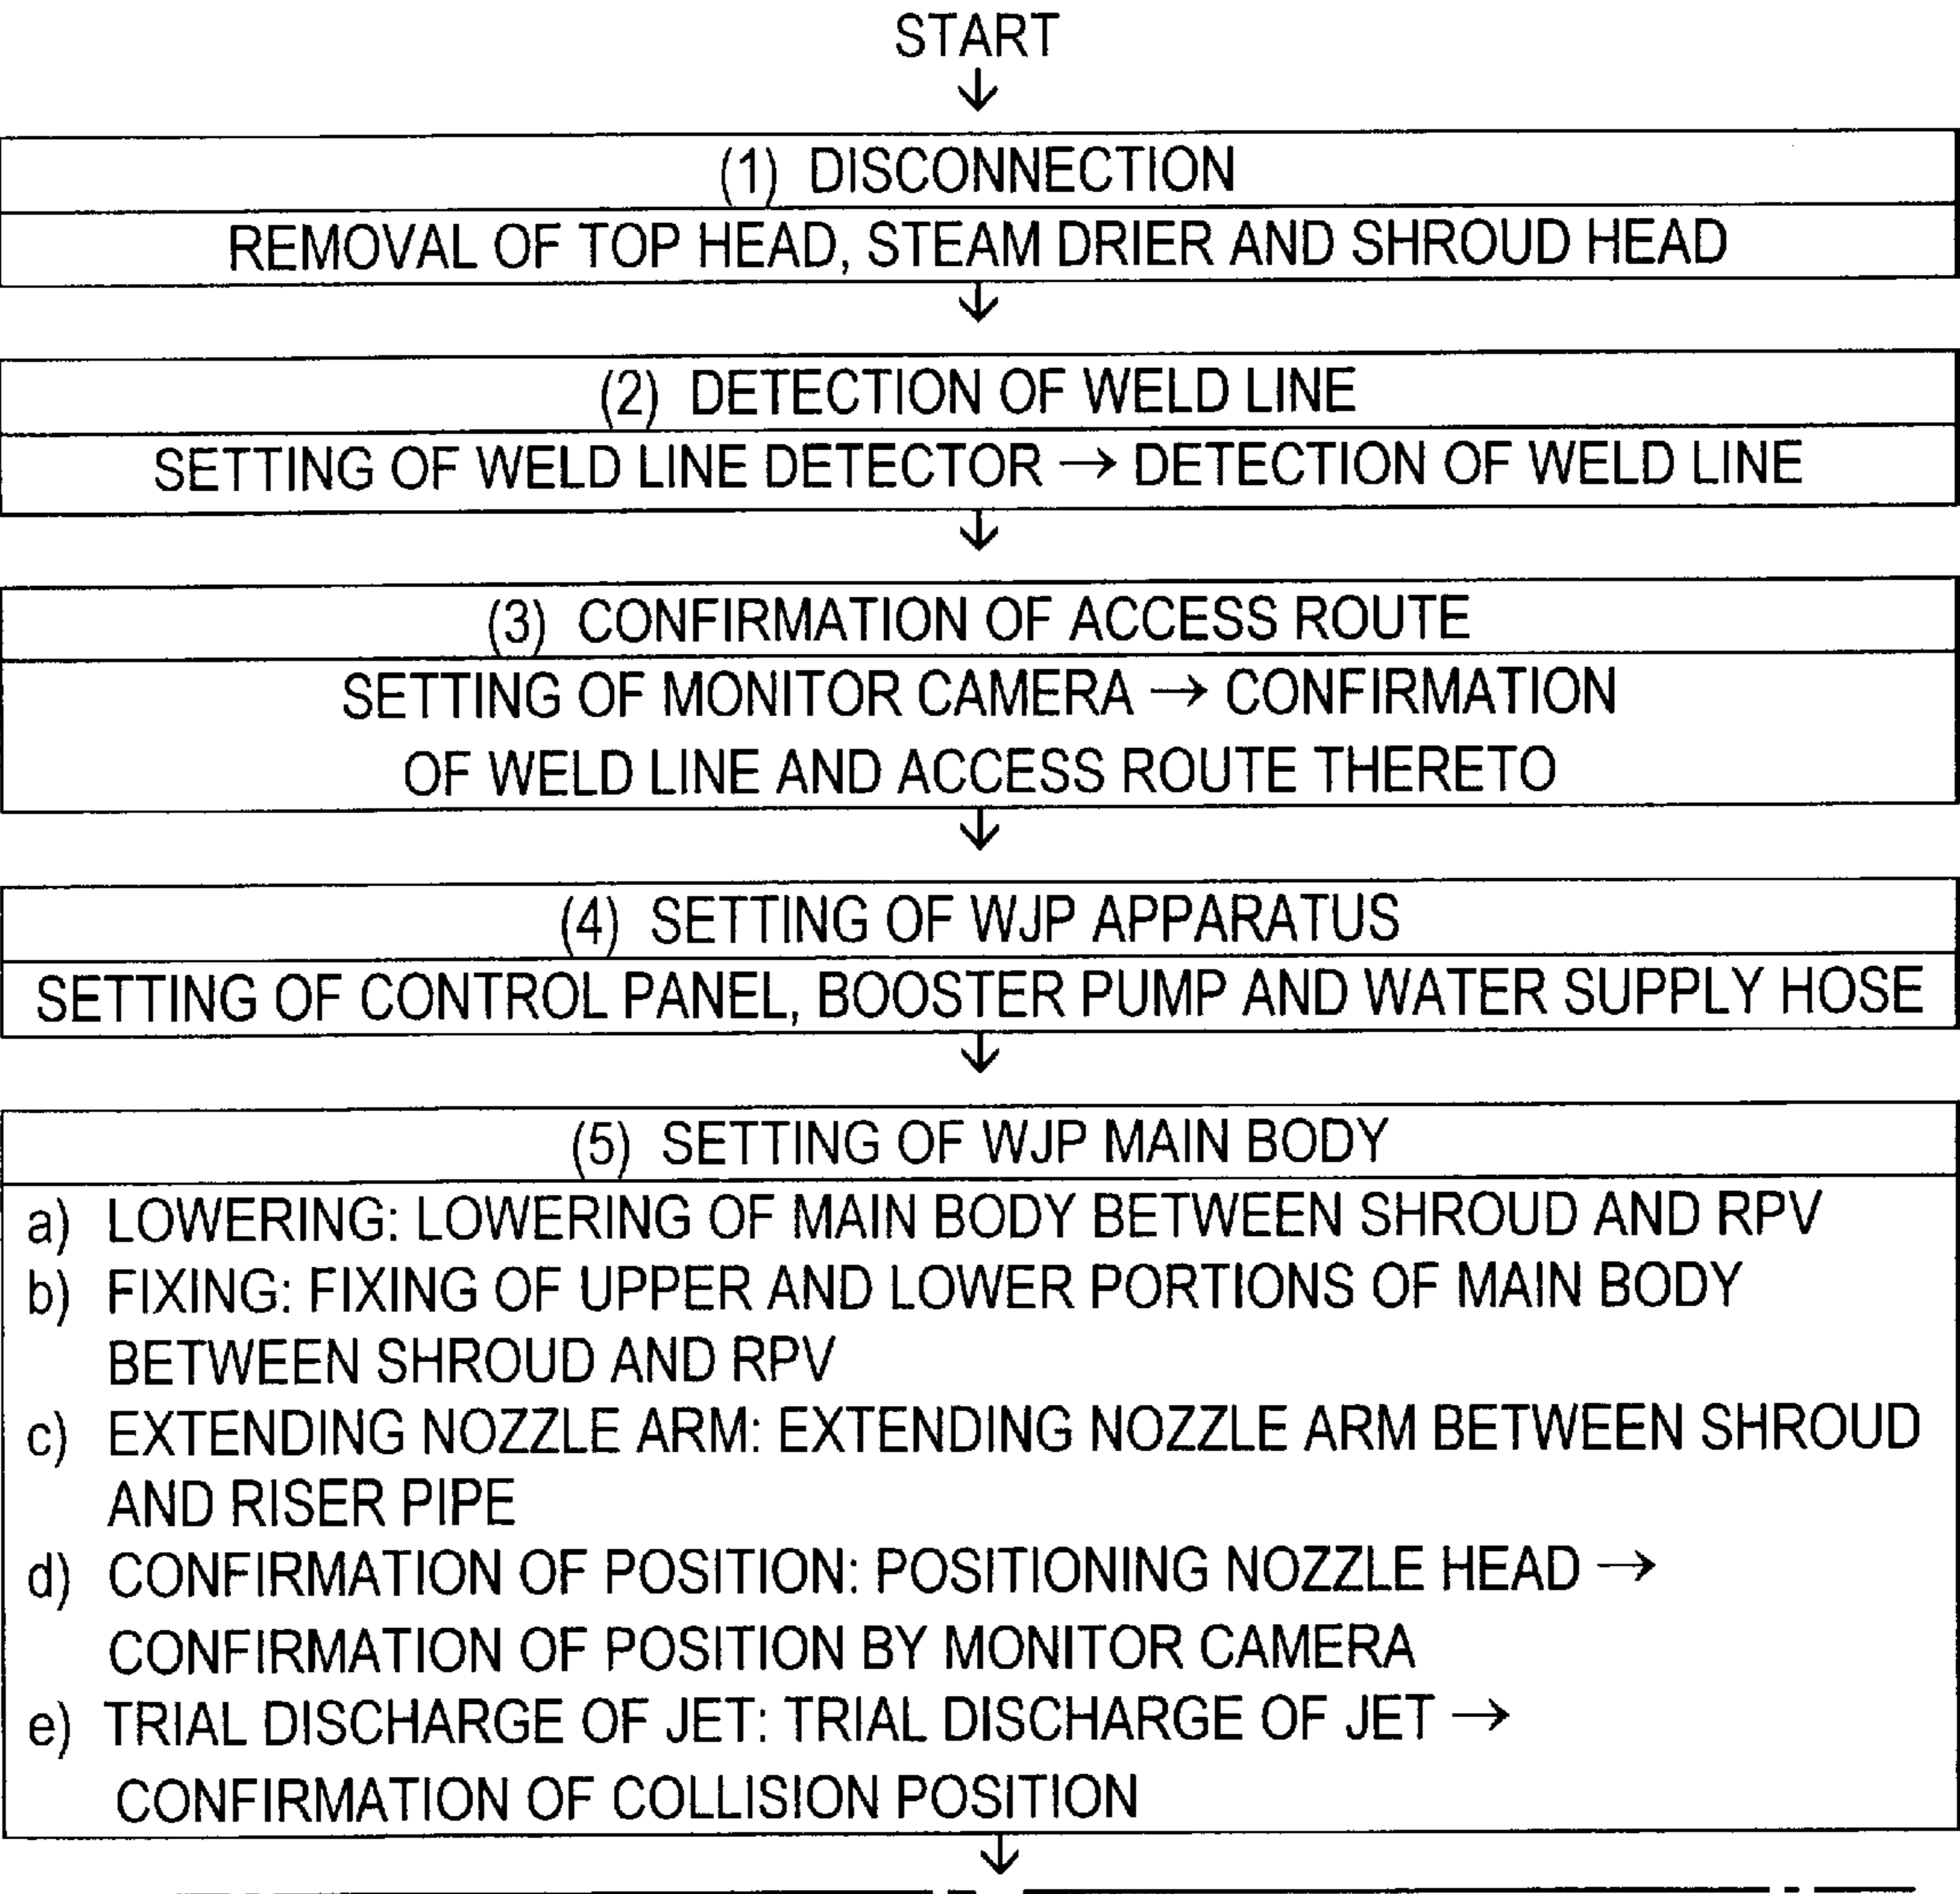 START
↓
(1) DISCONNECTION
REMOVAL OF TOP HEAD, STEAM DRIER AND SHROUD HEAD
↓
(2) DETECTION OF WELD LINE
SETTING OF WELD LINE DETECTOR → DETECTION OF WELD LINE
↓
(3) CONFIRMATION OF ACCESS ROUTE
SETTING OF MONITOR CAMERA → CONFIRMATION
OF WELD LINE AND ACCESS ROUTE THERETO
↓
(4) SETTING OF WJP APPARATUS
SETTING OF CONTROL PANEL, BOOSTER PUMP AND WATER SUPPLY HOSE
↓
(5) SETTING OF WJP MAIN BODY
a) LOWERING: LOWERING OF MAIN BODY BETWEEN SHROUD AND RPV
b) FIXING: FIXING OF UPPER AND LOWER PORTIONS OF MAIN BODY
BETWEEN SHROUD AND RPV
c) EXTENDING NOZZLE ARM: EXTENDING NOZZLE ARM BETWEEN SHROUD
AND RISER PIPE
d) CONFIRMATION OF POSITION: POSITIONING NOZZLE HEAD →
CONFIRMATION OF POSITION BY MONITOR CAMERA
e) TRIAL DISCHARGE OF JET: TRIAL DISCHARGE OF JET →
CONFIRMATION OF COLLISION POSITION
↓